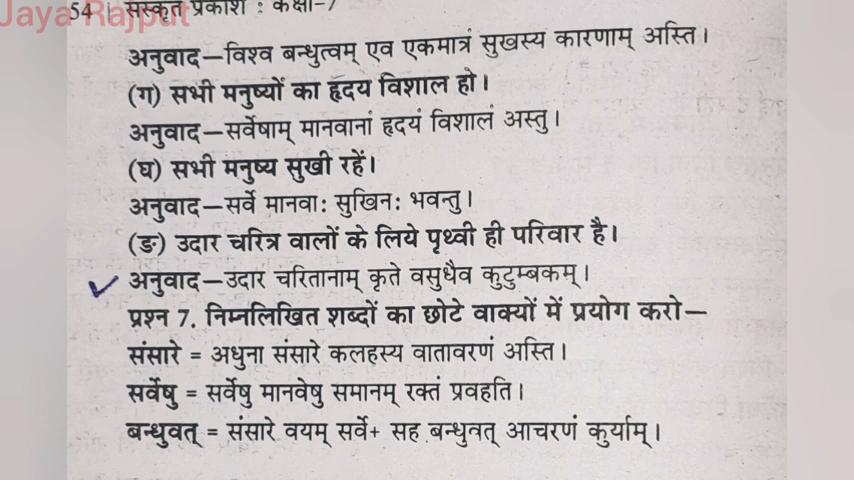 Jaya Rajput
54 | संस्कृत प्रकाश : कक्षा-7
अनुवाद—विश्व बन्धुत्वम् एव एकमात्रं सुखस्य कारणाम् अस्ति।
(ग) सभी मनुष्यों का हृदय विशाल हो।
अनुवाद—सर्वेषाम् मानवानां हृदयं विशालं अस्तु।
(घ) सभी मनुष्य सुखी रहें।
अनुवाद—सर्वे मानवाः सुखिनः भवन्तु।
(ङ) उदार चरित्र वालों के लिये पृथ्वी ही परिवार है।
अनुवाद—उदार चरितानाम् कृते वसुधैव कुटुम्बकम्।
प्रश्न 7. निम्नलिखित शब्दों का छोटे वाक्यों में प्रयोग करो—
संसारे = अधुना संसारे कलहस्य वातावरणं अस्ति।
सर्वेषु = सर्वेषु मानवेषु समानम् रक्तं प्रवहति।
बन्धुवत् = संसारे वयम् सर्वे+ सह बन्धुवत् आचरणं कुर्याम्।